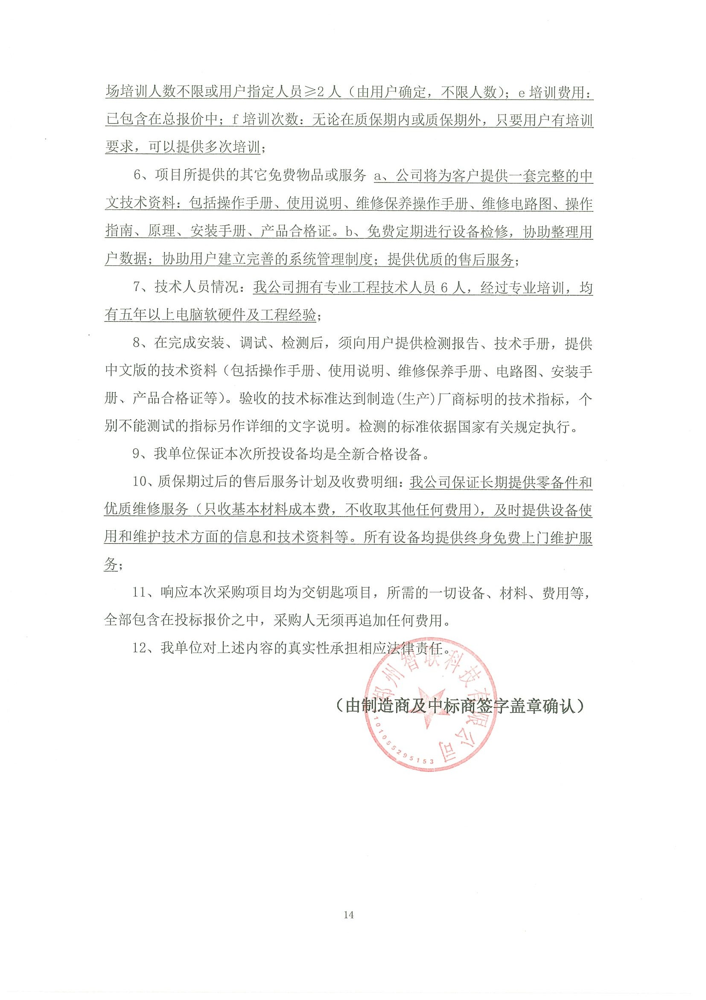 场培训人数不限或用户指定人员≥2人（由用户确定，不限人数）；e 培训费用：
已包含在总报价中；f 培训次数：无论在质保期内或质保期外，只要用户有培训
要求，可以提供多次培训；
6、项目所提供的其它免费物品或服务 a、公司将为客户提供一套完整的中
文技术资料：包括操作手册、使用说明、维修保养操作手册、维修电路图、操作
指南、原理、安装手册、产品合格证。b、免费定期进行设备检修，协助整理用
户数据；协助用户建立完善的系统管理制度；提供优质的售后服务；
7、技术人员情况：我公司拥有专业工程技术人员 6 人，经过专业培训，均
有五年以上电脑软硬件及工程经验；
8、在完成安装、调试、检测后，须向用户提供检测报告、技术手册，提供
中文版的技术资料（包括操作手册、使用说明、维修保养手册、电路图、安装手
册、产品合格证等）。验收的技术标准达到制造(生产)厂商标明的技术指标，个
别不能测试的指标另作详细的文字说明。检测的标准依据国家有关规定执行。
9、我单位保证本次所投设备均是全新合格设备。
10、质保期过后的售后服务计划及收费明细：我公司保证长期提供零备件和
优质维修服务（只收基本材料成本费，不收取其他任何费用），及时提供设备使
用和维护技术方面的信息和技术资料等。所有设备均提供终身免费上门维护服
务；
11、响应本次采购项目均为交钥匙项目，所需的一切设备、材料、费用等，
全部包含在投标报价之中，采购人无须再追加任何费用。
12、我单位对上述内容的真实性承担相应法律责任。
郑州智联科技有限公司
（由制造商及中标商签字盖章确认）
14